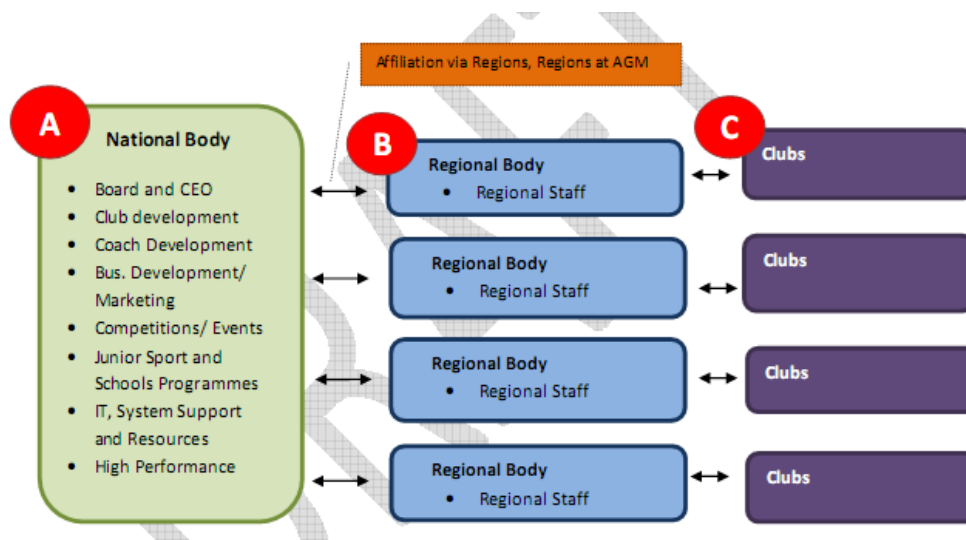 Affiliation via Regions, Regions at AGM
A
National Body
• Board and CEO
• Club development
• Coach Development
• Bus. Development/
Marketing
• Competitions/ Events
• Junior Sport and
Schools Programmes
• IT, System Support
and Resources
• High Performance
B
Regional Body
• Regional Staff
Regional Body
• Regional Staff
Regional Body
• Regional Staff
Regional Body
• Regional Staff
C
Clubs
Clubs
Clubs
Clubs